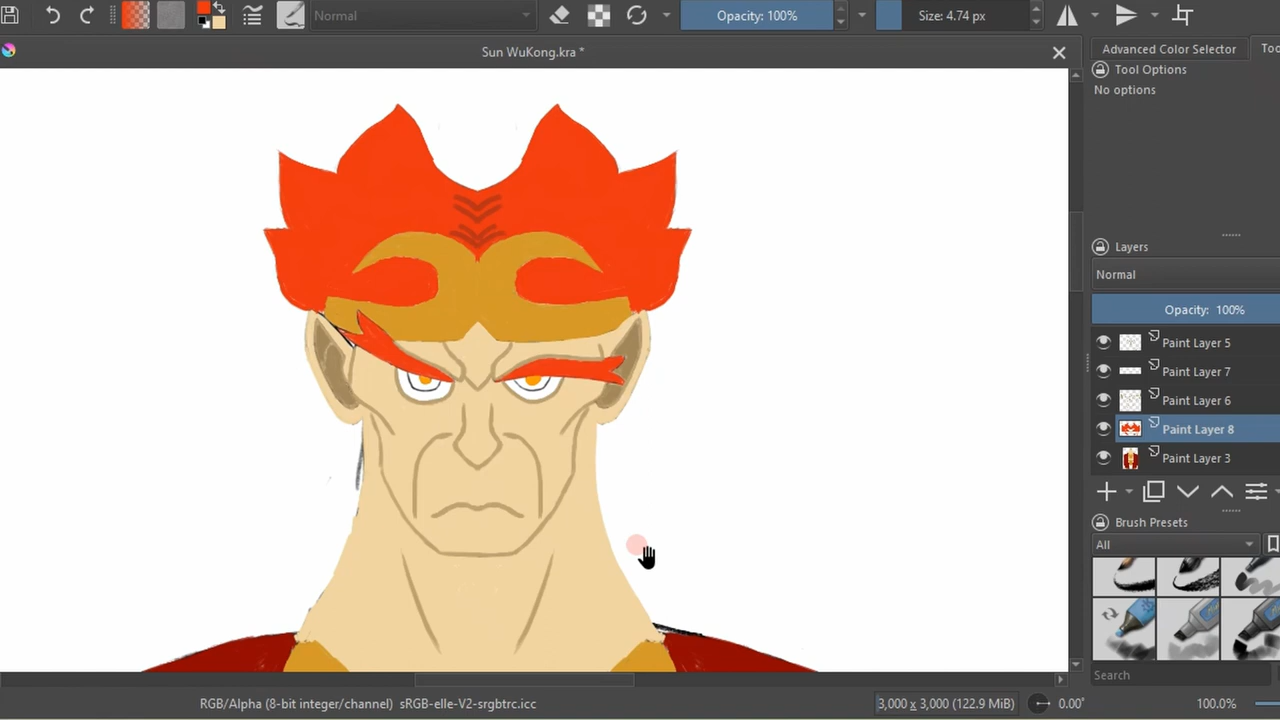 Normal
Opacity: 100%
Size: 4.74 px
Sun WuKong.kra *
Advanced Color Selector
Tool Options
No options
Layers
Normal
Opacity: 100%
Paint Layer 5
Paint Layer 7
Paint Layer 6
Paint Layer 8
Paint Layer 3
Brush Presets
All
Search
RGB/Alpha (8-bit integer/channel) sRGB-elle-V2-srgbtrc.icc
3,000 x 3,000 (122.9 MiB)
0.00°
100.0%